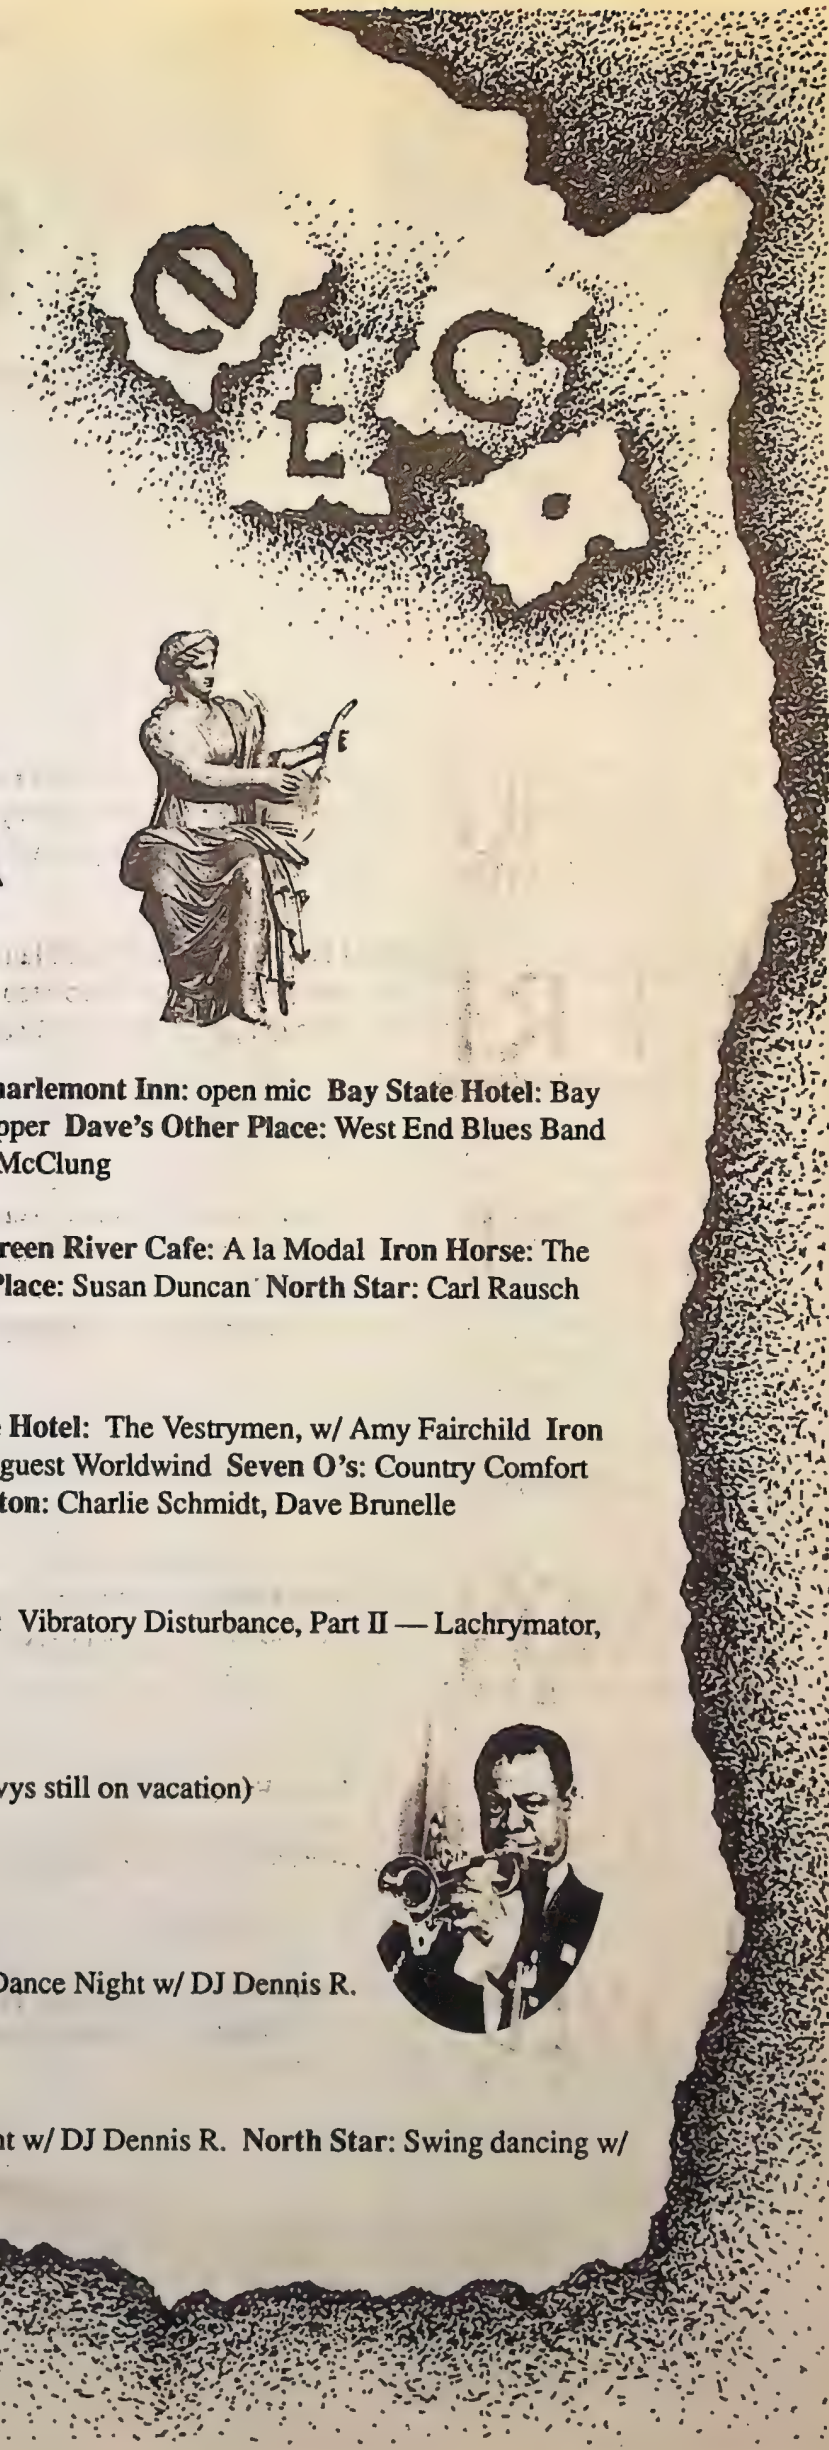 etc.
harlemont Inn: open mic Bay State Hotel: Bay
pper Dave's Other Place: West End Blues Band
McClung
reen River Cafe: A la Modal Iron Horse: The
Place: Susan Duncan North Star: Carl Rausch
Hotel: The Vestrymen, w/ Amy Fairchild Iron
guest Worldwind Seven O's: Country Comfort
ton: Charlie Schmidt, Dave Brunelle
: Vibratory Disturbance, Part II — Lachrymator,
vys still on vacation)
Dance Night w/ DJ Dennis R.
ht w/ DJ Dennis R. North Star: Swing dancing w/